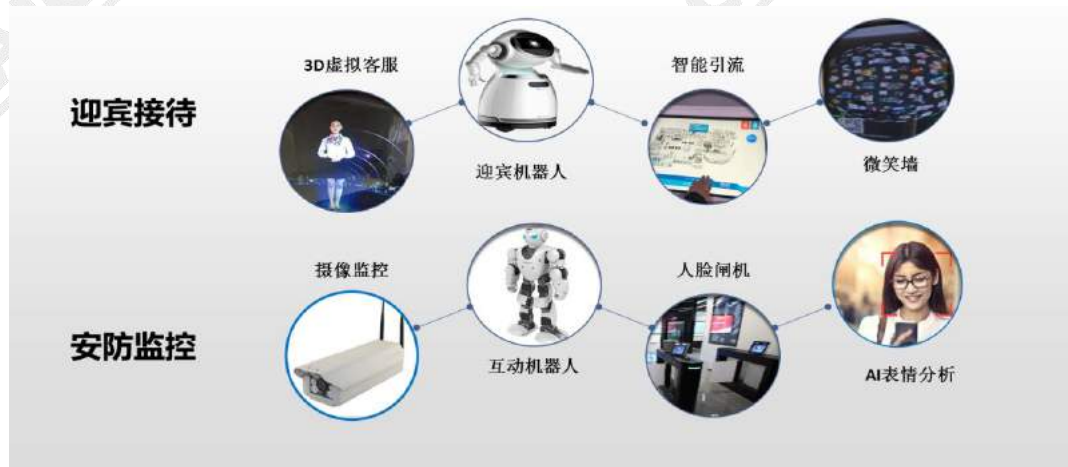 迎宾接待
3D虚拟客服
迎宾机器人
智能引流
微笑墙
安防监控
摄像监控
互动机器人
人脸闸机
AI表情分析